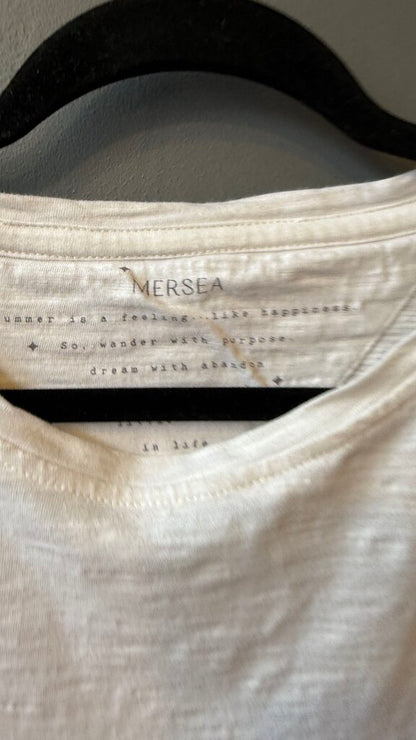 MERSEA
ummer is a feeling...like happiness.
So, wander with purpose.
dream with abandon
in life